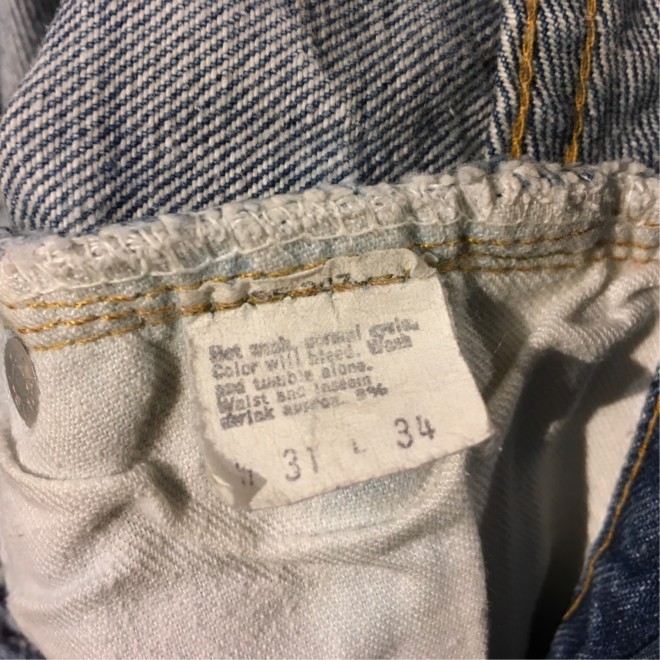 Hot wash, normal cycle.
Color will bleed. Wash
and tumble alone.
Waist and inseam
shrink approx. 8%
W 31 L 34